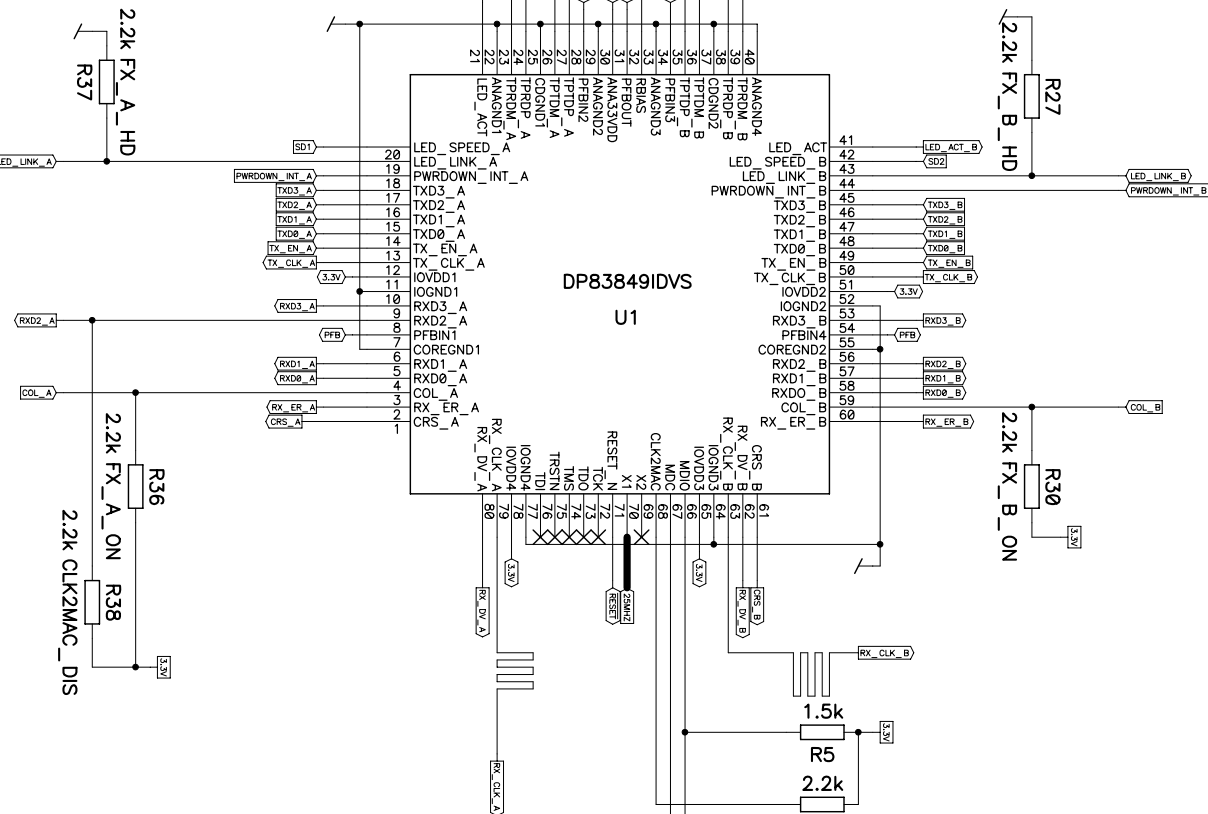 2.2k FX_A_HD
R37
2.2k FX_B_HD
R27
21
22
23
24
25
26
27
28
29
30
31
32
33
34
35
36
37
38
39
40
LED_ACT
ANAGND1
TPRDM_A
TPRDP_A
CDGND1
TPTDM_A
TPTDP_A
PFBIN2
ANAGND2
ANA33VDD
PFBOUT
RBIAS
ANAGND3
PFBIN3
TPTDP_B
TPTDM_B
CDGND2
TPRDP_B
TPRDM_B
ANAGND4
SD1 20 LED_SPEED_A
LED_LINK_A 19 LED_LINK_A
PWRDOWN_INT_A 18 PWRDOWN_INT_A
TXD3_A 17 TXD3_A
TXD2_A 16 TXD2_A
TXD1_A 15 TXD1_A
TXD0_A 14 TXD0_A
TX_EN_A 13 TX_EN_A
TX_CLK_A 12 TX_CLK_A
3.3V 11 IOVDD1
10 IOGND1
RXD3_A 9 RXD3_A
RXD2_A 8 RXD2_A
PFB 7 PFBIN1
6 COREGND1
RXD1_A 5 RXD1_A
RXD0_A 4 RXD0_A
COL_A 3 COL_A
RX_ER_A 2 RX_ER_A
CRS_A 1 CRS_A
DP83849IDVS
U1
LED_ACT 41 LED_ACT_B
LED_SPEED_B 42 SD2
LED_LINK_B 43 LED_LINK_B
PWRDOWN_INT_B 44 PWRDOWN_INT_B
TXD3_B 45 TXD3_B
TXD2_B 46 TXD2_B
TXD1_B 47 TXD1_B
TXD0_B 48 TXD0_B
TX_EN_B 49 TX_EN_B
TX_CLK_B 50 TX_CLK_B
IOVDD2 51 3.3V
IOGND2 52
RXD3_B 53 RXD3_B
PFBIN4 54 PFB
COREGND2 55
RXD2_B 56 RXD2_B
RXD1_B 57 RXD1_B
RXD0_B 58 RXD0_B
COL_B 59 COL_B
RX_ER_B 60 RX_ER_B
RX_DV_A
RX_CLK_A
IOVDD4
IOGND4
TDI
TRSTN
TMS
TDO
TCK
RESET_N
X1
X2
CLK2MAC
MDC
MDIO
IOVDD3
IOGND3
RX_CLK_B
RX_DV_B
CRS_B
80
79
78
77
76
75
74
73
72
71
70
69
68
67
66
65
64
63
62
61
2.2k FX_A_ON
R36
2.2k CLK2MAC_DIS
R38
3.3V
2.2k FX_B_ON
R30
3.3V
RX_DV_A
3.3V
RESET
25MHZ
3.3V
RX_DV_B
CRS_B
RX_CLK_A
RX_CLK_B
1.5k
R5
3.3V
2.2k